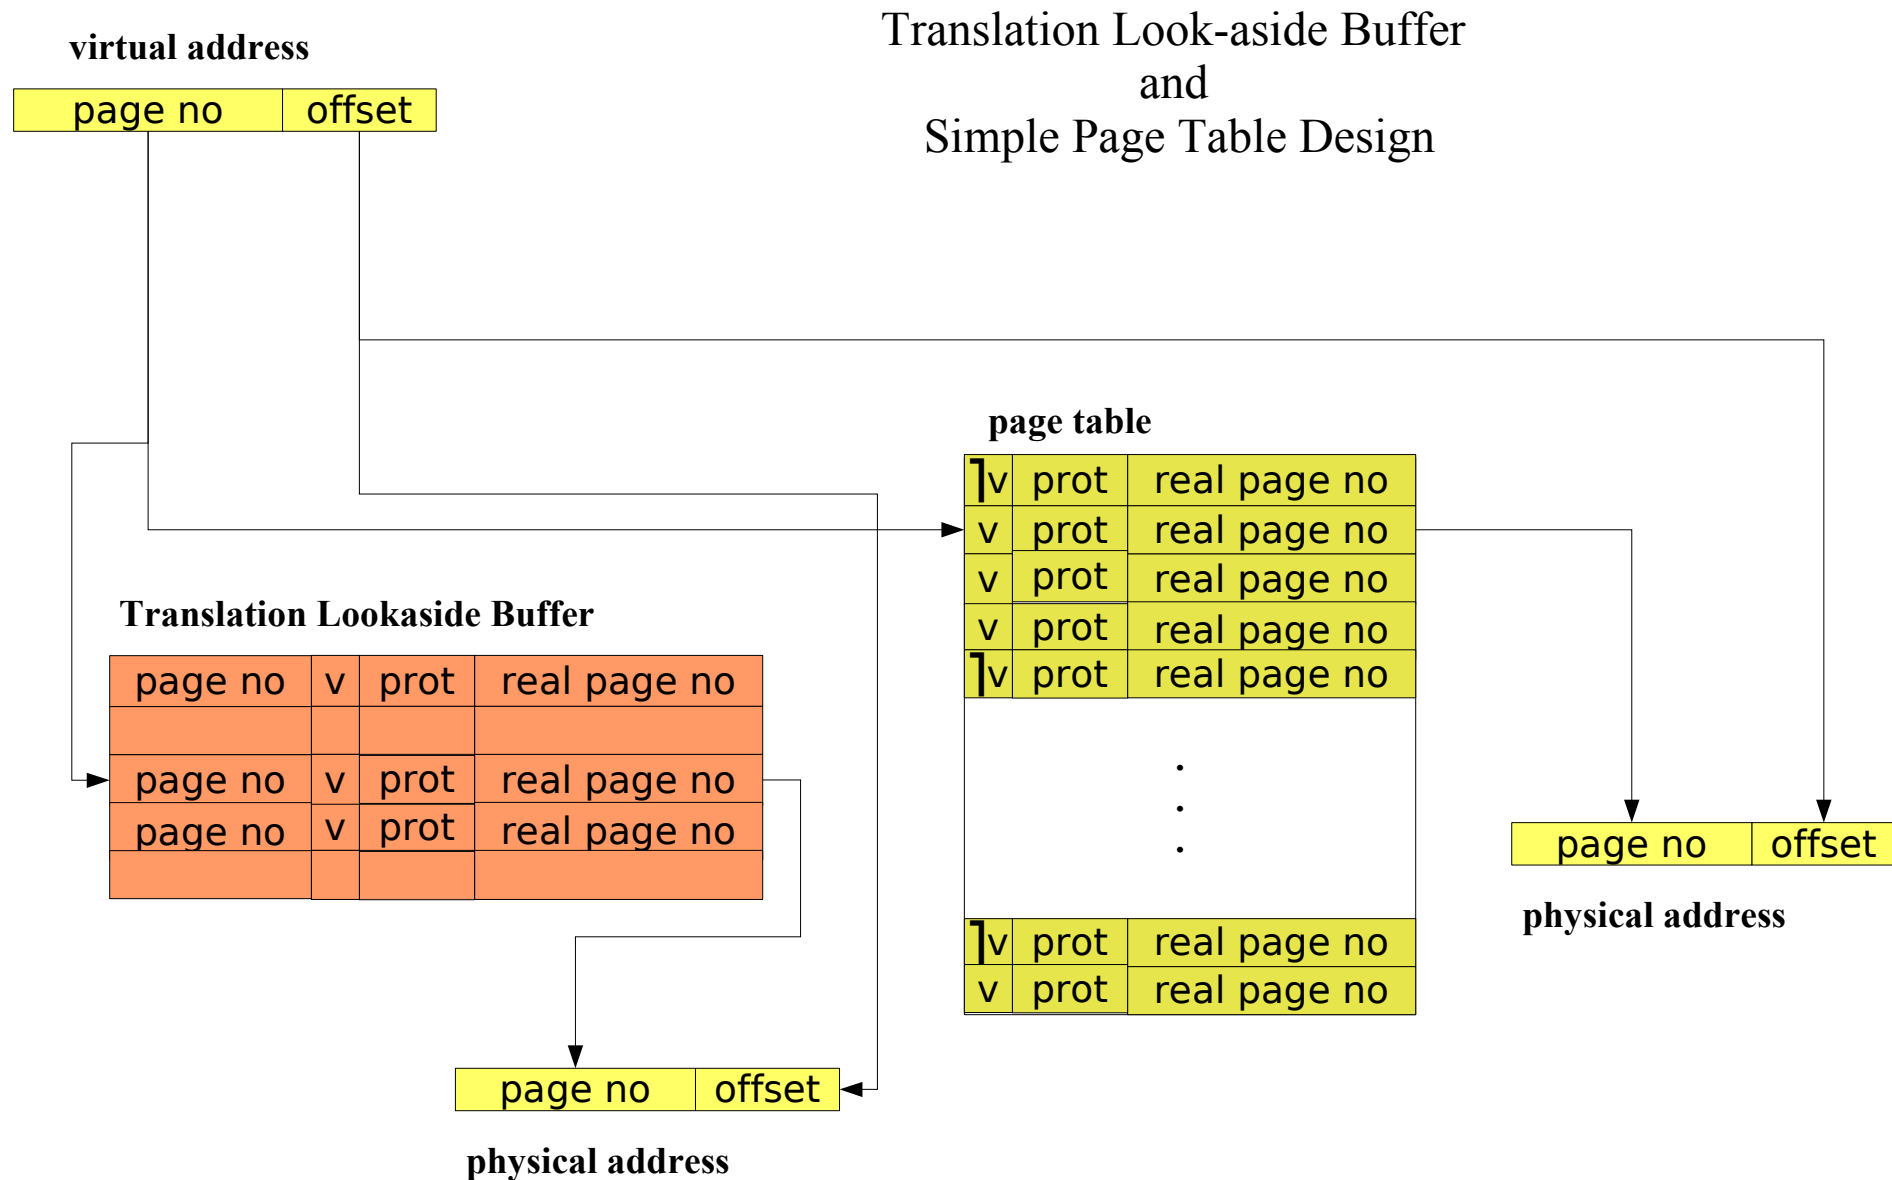 Translation Look-aside Buffer
and
Simple Page Table Design
virtual address
page no offset
page table
⌉v prot real page no
v prot real page no
v prot real page no
v prot real page no
⌉v prot real page no
.
.
.
⌉v prot real page no
v prot real page no
Translation Lookaside Buffer
page no v prot real page no
page no v prot real page no
page no v prot real page no
page no offset
physical address
page no offset
physical address